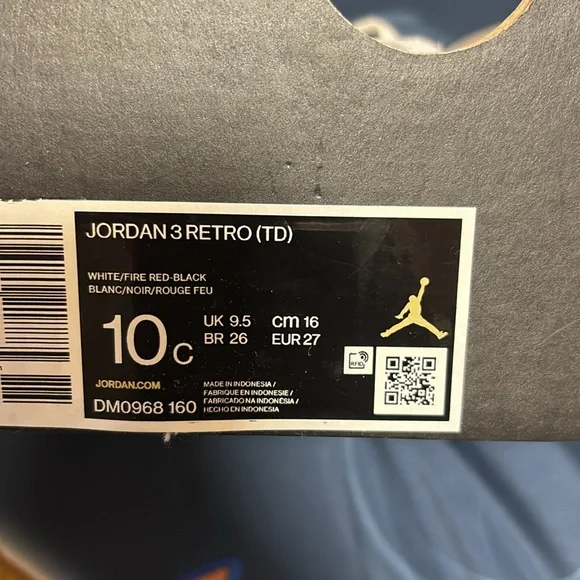 JORDAN 3 RETRO (TD)
WHITE/FIRE RED-BLACK
BLANC/NOIR/ROUGE FEU
10C
UK 9.5 cm 16
BR 26 EUR 27
RFID
JORDAN.COM
DM0968 160
MADE IN INDONESIA /
FABRIQUE EN INDONESIE /
FABRICADO NA INDONÉSIA /
HECHO EN INDONESIA